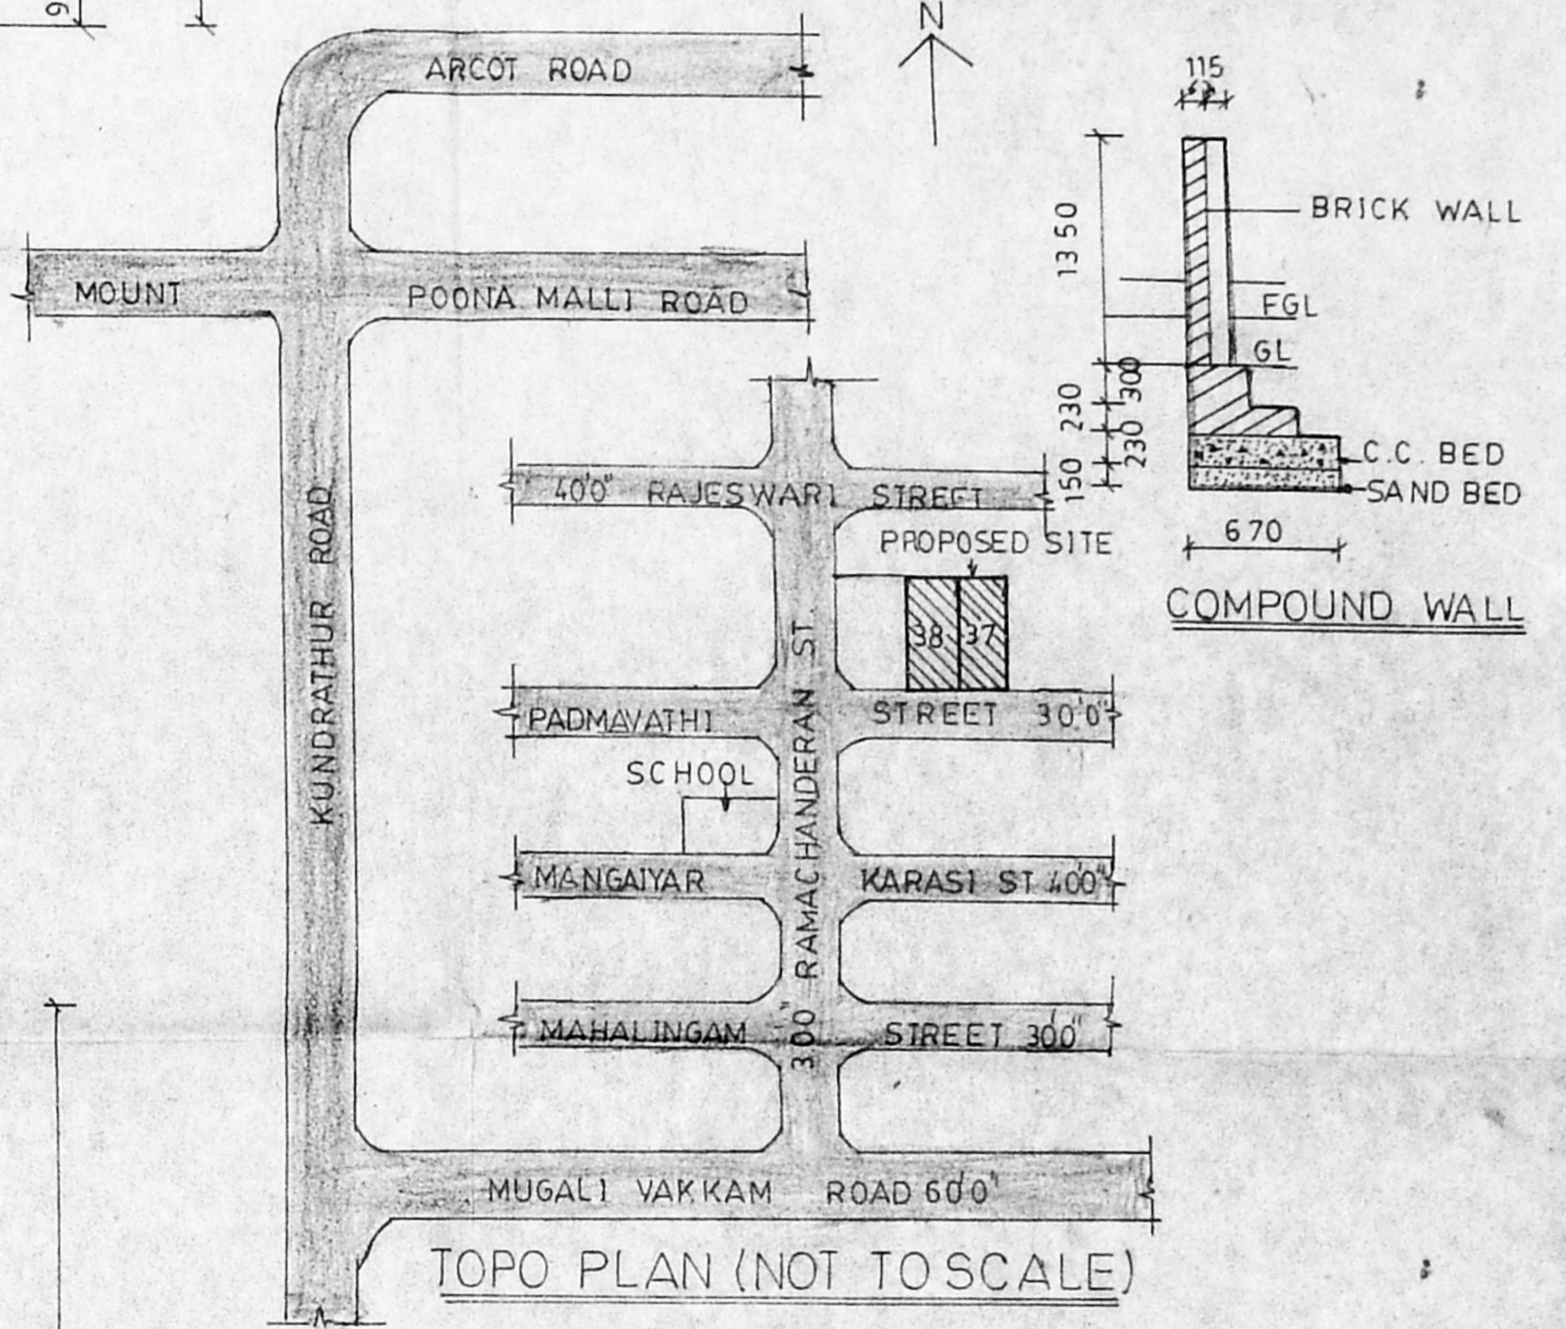 9
N
ARCOT ROAD
115
1350
BRICK WALL
MOUNT POONA MALLI ROAD
FGL
GL
300
230
230
150
C.C. BED
SAND BED
670
COMPOUND WALL
40'0" RAJESWARI STREET
PROPOSED SITE
38 37
KUNDRATHUR ROAD
30'0" RAMACHANDERAN ST.
PADMAVATHI STREET 30'0"
SCHOOL
MANGAIYAR KARASI ST 40'0"
MAHALINGAM STREET 30'0"
MUGALI VAKKAM ROAD 60'0"
TOPO PLAN (NOT TO SCALE)